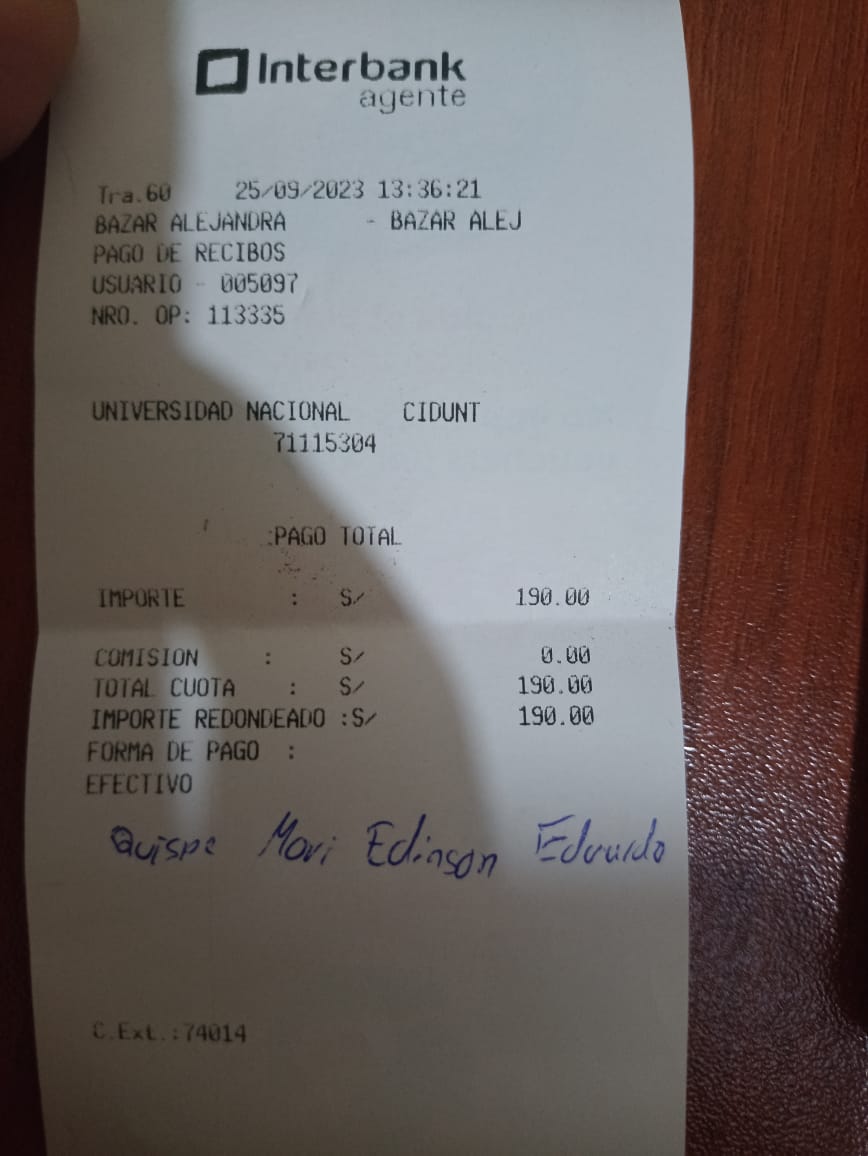 Interbank
agente
Tra.60 25/09/2023 13:36:21
BAZAR ALEJANDRA - BAZAR ALEJ
PAGO DE RECIBOS
USUARIO - 005097
NRO. OP: 113335
UNIVERSIDAD NACIONAL CIDUNT
71115304
:PAGO TOTAL
IMPORTE : S/ 190.00
COMISION : S/ 0.00
TOTAL CUOTA : S/ 190.00
IMPORTE REDONDEADO :S/ 190.00
FORMA DE PAGO :
EFECTIVO
Quispe Mori Edinson Eduardo
C.Ext.:74014